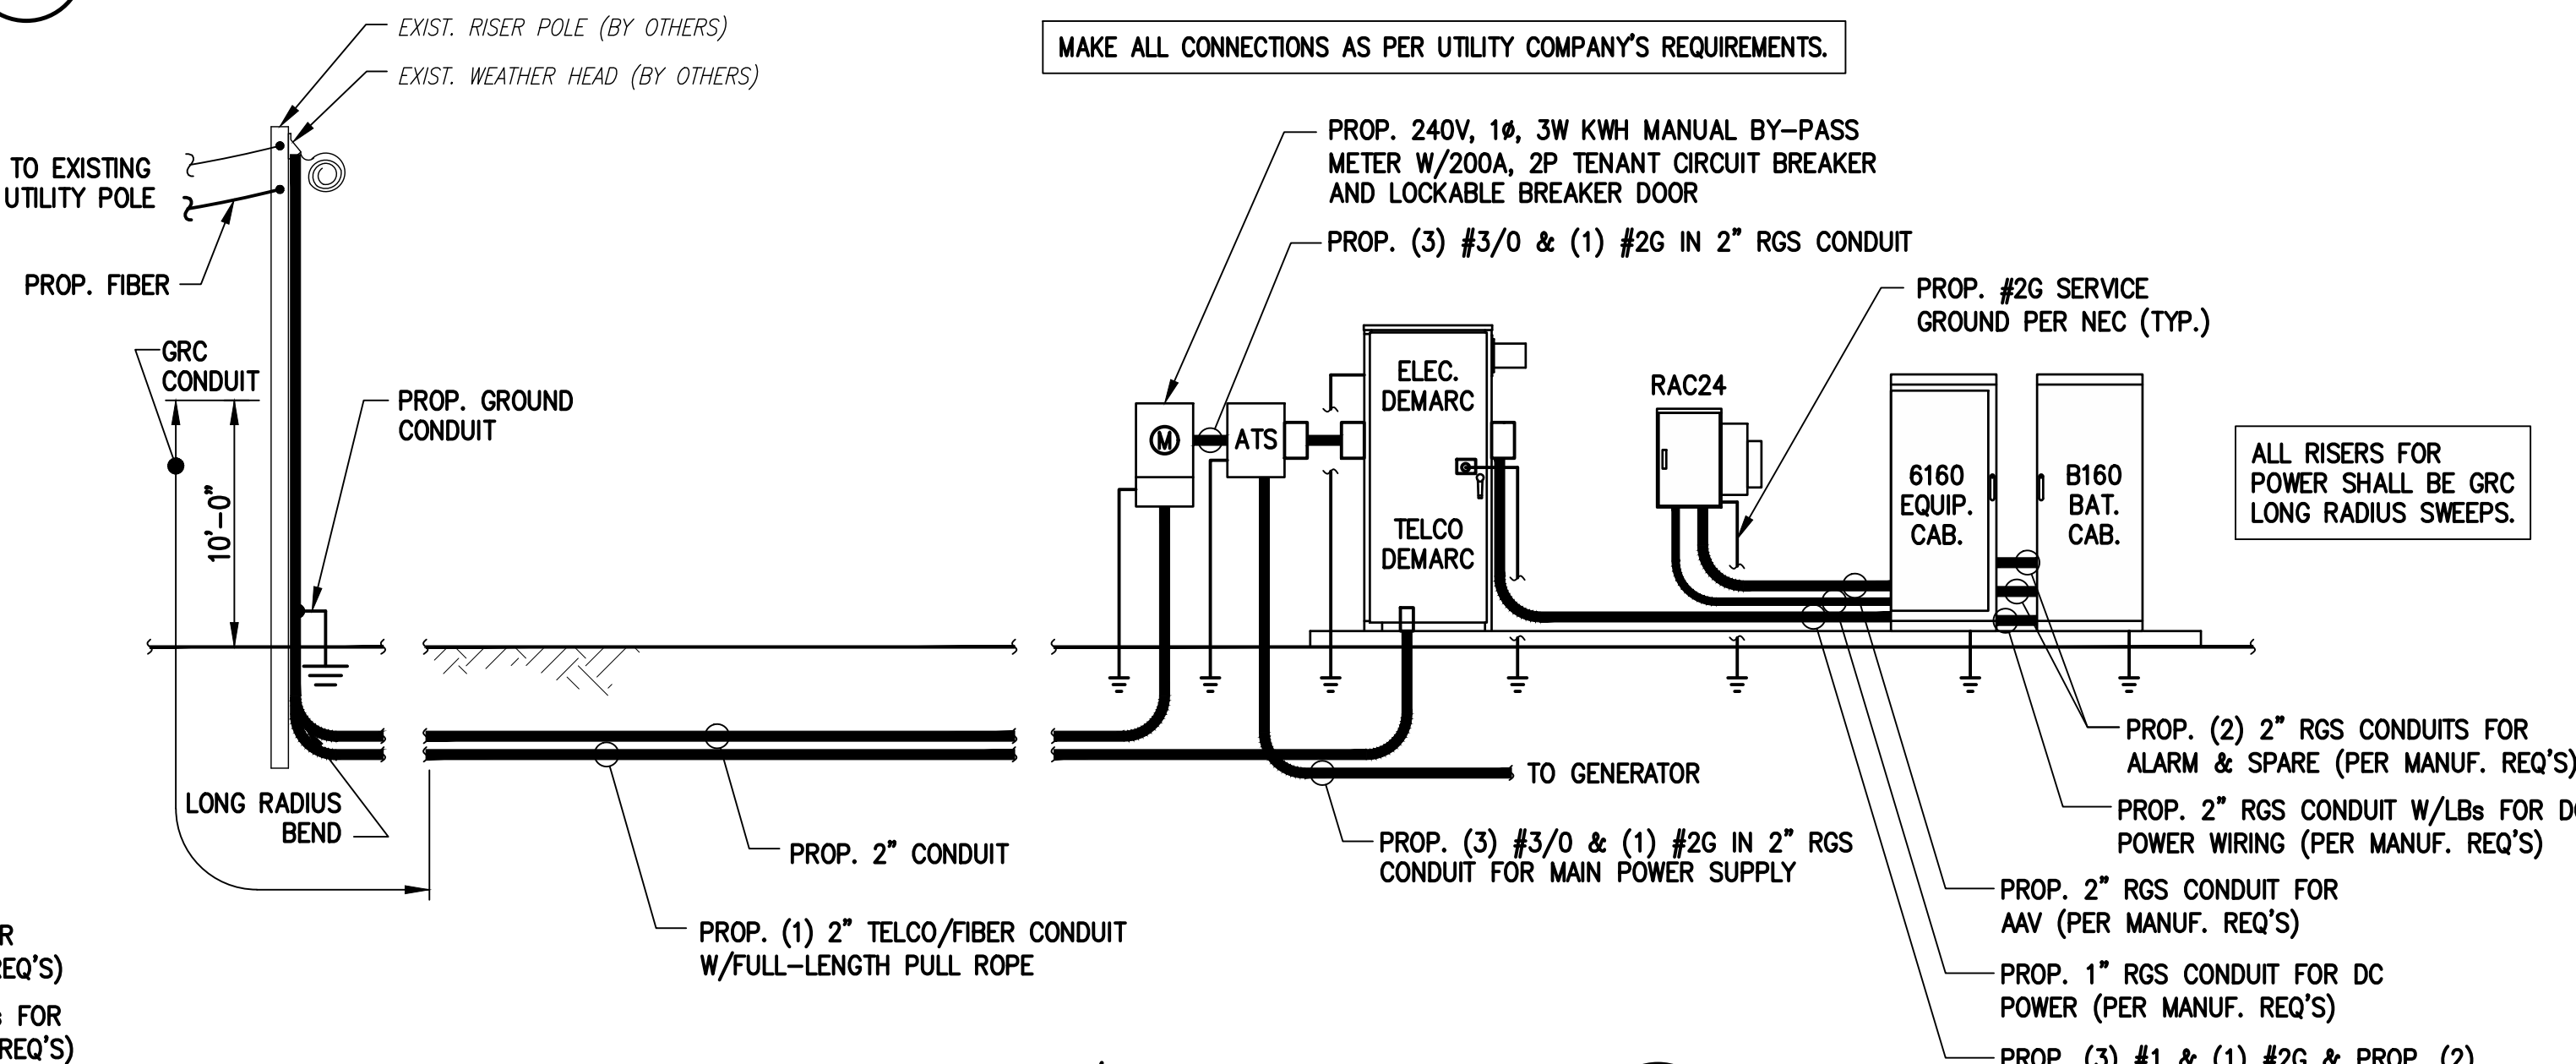 EXIST. RISER POLE (BY OTHERS)
EXIST. WEATHER HEAD (BY OTHERS)
MAKE ALL CONNECTIONS AS PER UTILITY COMPANY'S REQUIREMENTS.
TO EXISTING
UTILITY POLE
PROP. FIBER
GRC
CONDUIT
10'-0"
PROP. GROUND
CONDUIT
LONG RADIUS
BEND
PROP. 240V, 1ø, 3W KWH MANUAL BY-PASS
METER W/200A, 2P TENANT CIRCUIT BREAKER
AND LOCKABLE BREAKER DOOR
PROP. (3) #3/0 & (1) #2G IN 2" RGS CONDUIT
PROP. #2G SERVICE
GROUND PER NEC (TYP.)
M
ATS
ELEC.
DEMARC
TELCO
DEMARC
RAC24
6160
EQUIP.
CAB.
B160
BAT.
CAB.
ALL RISERS FOR
POWER SHALL BE GRC
LONG RADIUS SWEEPS.
TO GENERATOR
PROP. 2" CONDUIT
PROP. (1) 2" TELCO/FIBER CONDUIT
W/FULL-LENGTH PULL ROPE
PROP. (3) #3/0 & (1) #2G IN 2" RGS
CONDUIT FOR MAIN POWER SUPPLY
PROP. (2) 2" RGS CONDUITS FOR
ALARM & SPARE (PER MANUF. REQ'S)
PROP. 2" RGS CONDUIT W/LBs FOR
POWER WIRING (PER MANUF. REQ'S)
PROP. 2" RGS CONDUIT FOR
AAV (PER MANUF. REQ'S)
PROP. 1" RGS CONDUIT FOR DC
POWER (PER MANUF. REQ'S)
PROP. (3) #1 & (1) #2G & PROP. (2)
REQ'S)
FOR
REQ'S)